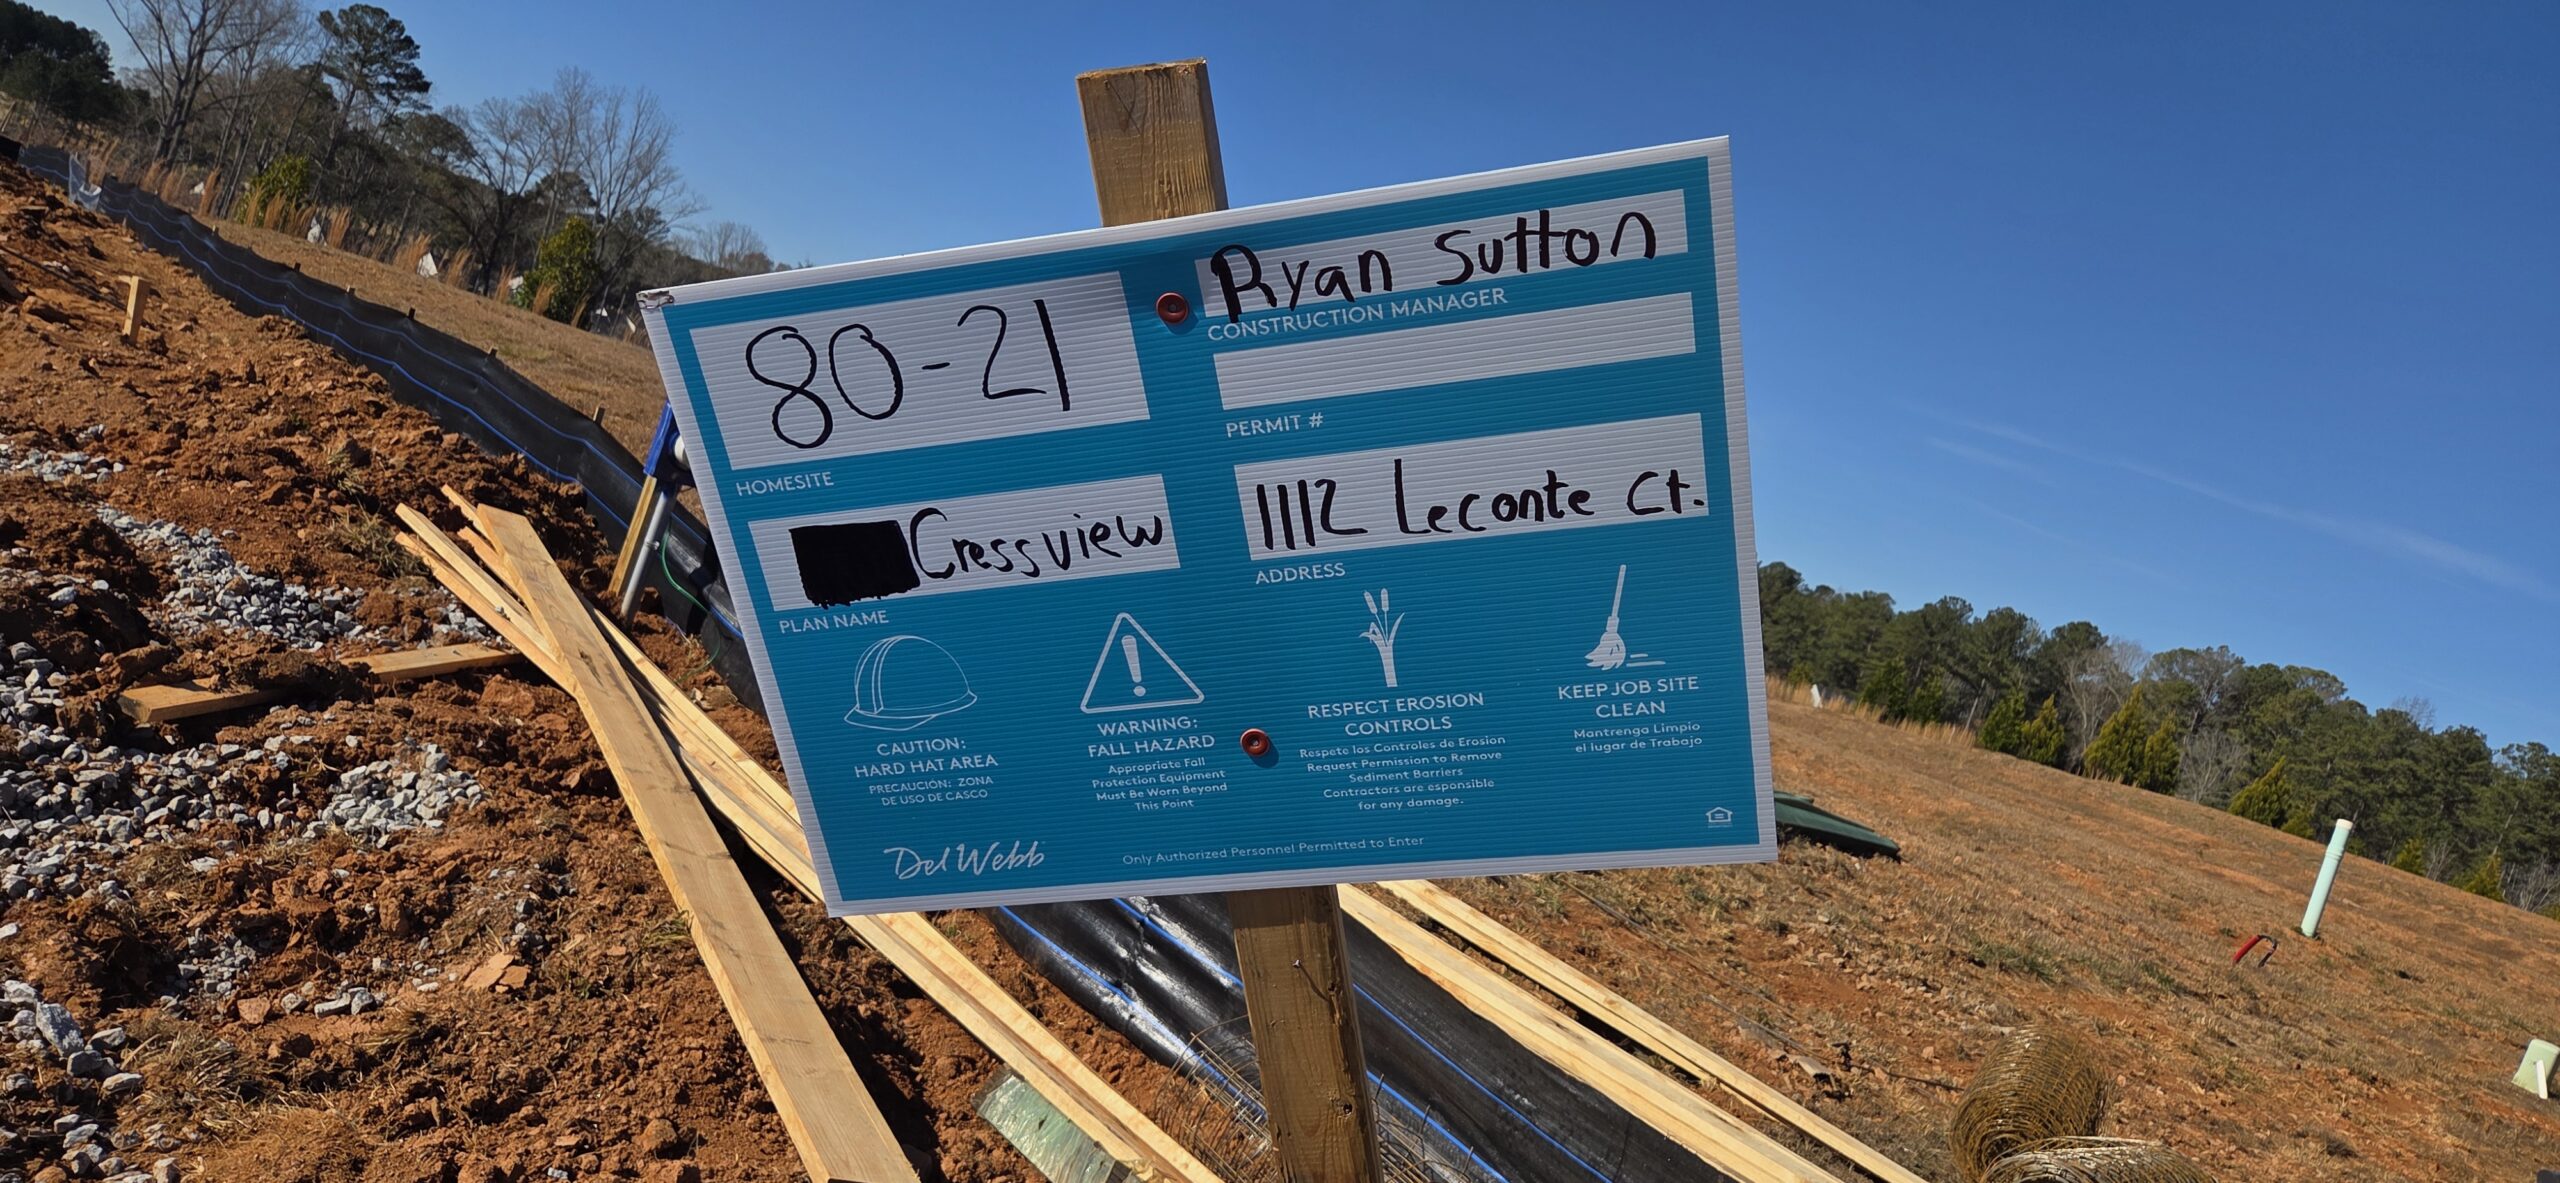 80-21
HOMESITE
Cressview
PLAN NAME
Ryan Sutton
CONSTRUCTION MANAGER
PERMIT #
1112 Leconte Ct.
ADDRESS
CAUTION:
HARD HAT AREA
PRECAUCIÓN: ZONA
DE USO DE CASCO
WARNING:
FALL HAZARD
Appropriate Fall
Protection Equipment
Must Be Worn Beyond
This Point
RESPECT EROSION
CONTROLS
Respete los Controles de Erosion
Request Permission to Remove
Sediment Barriers
Contractors are esponsible
for any damage.
KEEP JOB SITE
CLEAN
Mantrenga Limpio
el lugar de Trabajo
Del Webb
Only Authorized Personnel Permitted to Enter